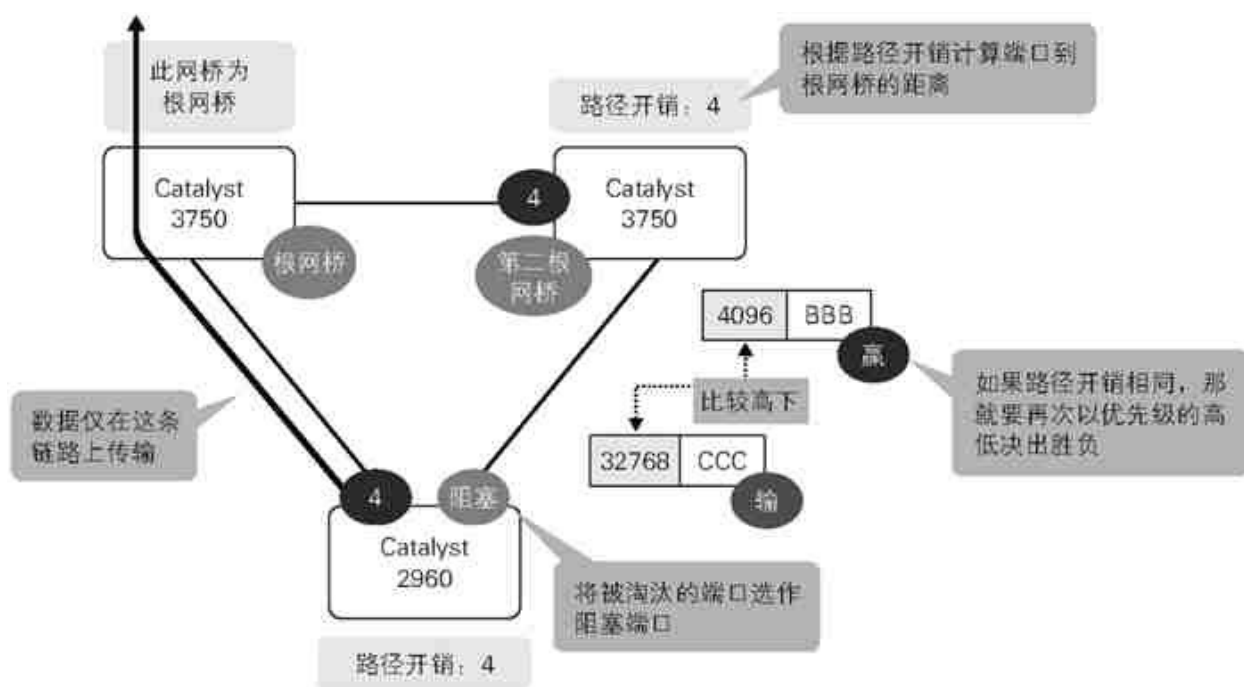 此网桥为
根网桥
路径开销：4
根据路径开销计算端口到
根网桥的距离
Catalyst
3750
根网桥
4
Catalyst
3750
第二根
网桥
4096 BBB
赢
比较高下
32768 CCC
输
如果路径开销相同，那
就要再次以优先级的高
低决出胜负
数据仅在这条
链路上传输
4
阻塞
Catalyst
2960
将被淘汰的端口选作
阻塞端口
路径开销：4